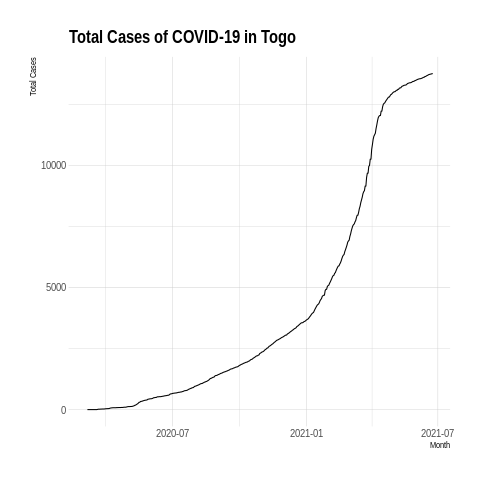 Total Cases of COVID-19 in Togo
Total Cases
10000
5000
0
2020-07
2021-01
2021-07
Month